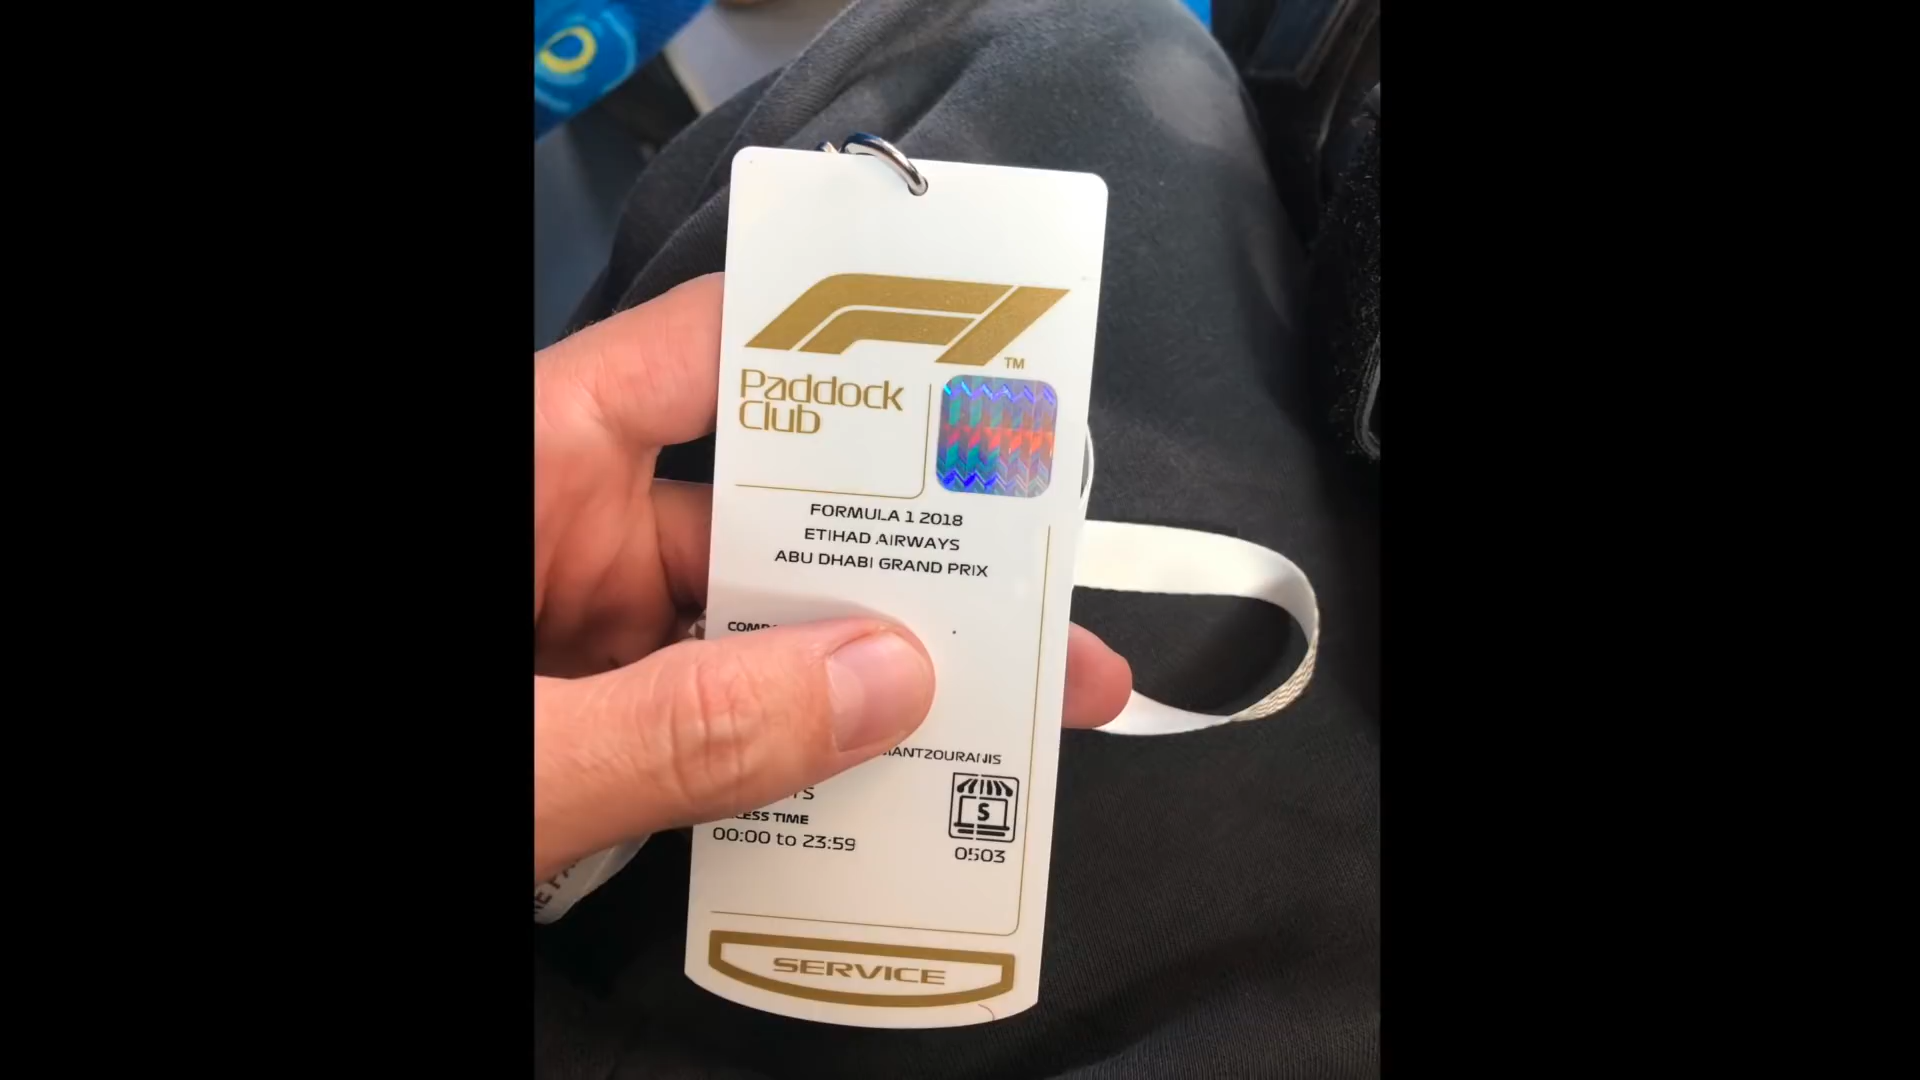 F1
TM
Paddock
Club
FORMULA 1 2018
ETIHAD AIRWAYS
ABU DHABI GRAND PRIX
TIME
00:00 to 23:59
S
0503
SERVICE